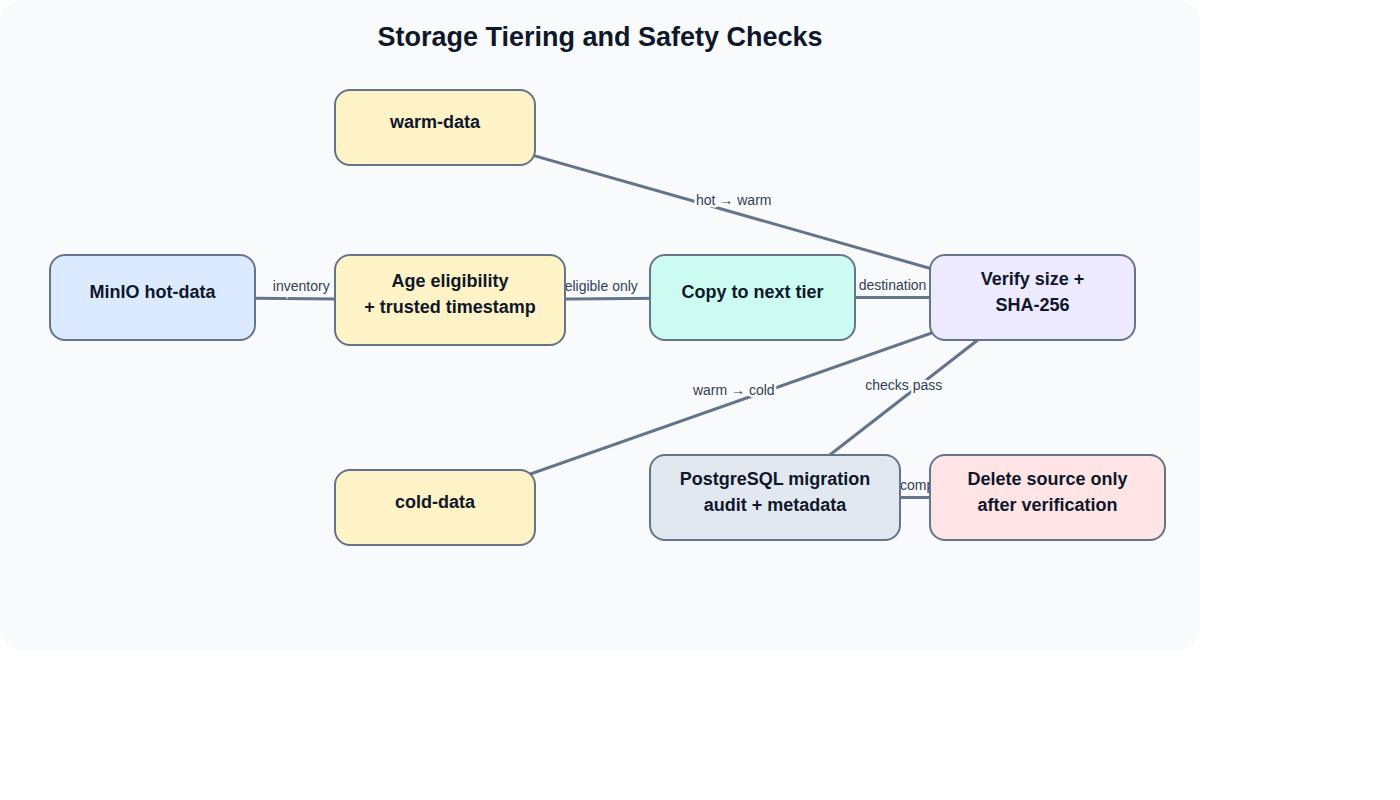 Storage Tiering and Safety Checks
warm-data
hot → warm
MinIO hot-data
inventory
Age eligibility
+ trusted timestamp
eligible only
Copy to next tier
destination
Verify size +
SHA-256
warm → cold
checks pass
cold-data
PostgreSQL migration
audit + metadata
Delete source only
after verification